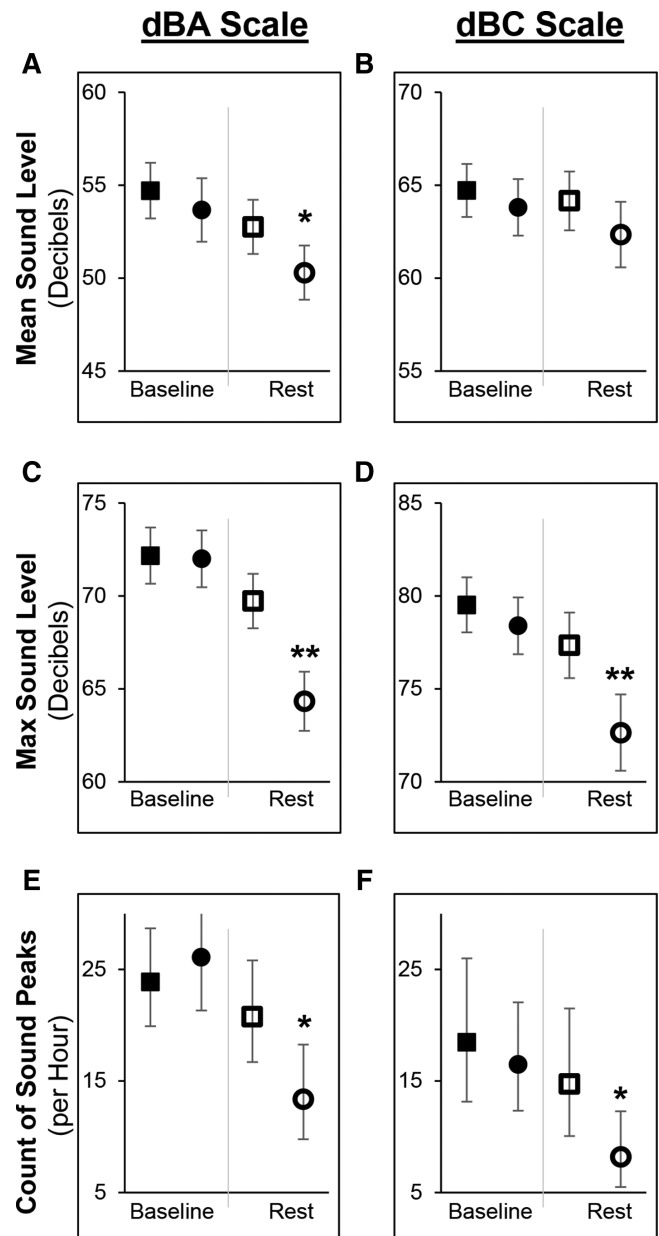 dBA Scale
dBC Scale
A
B
Mean Sound Level
(Decibels)
60
55
50
45
Baseline
Rest
*
70
65
60
55
Baseline
Rest
C
D
Max Sound Level
(Decibels)
75
70
65
60
Baseline
Rest
**
85
80
75
70
Baseline
Rest
**
E
F
Count of Sound Peaks
(per Hour)
25
15
5
Baseline
Rest
*
25
15
5
Baseline
Rest
*